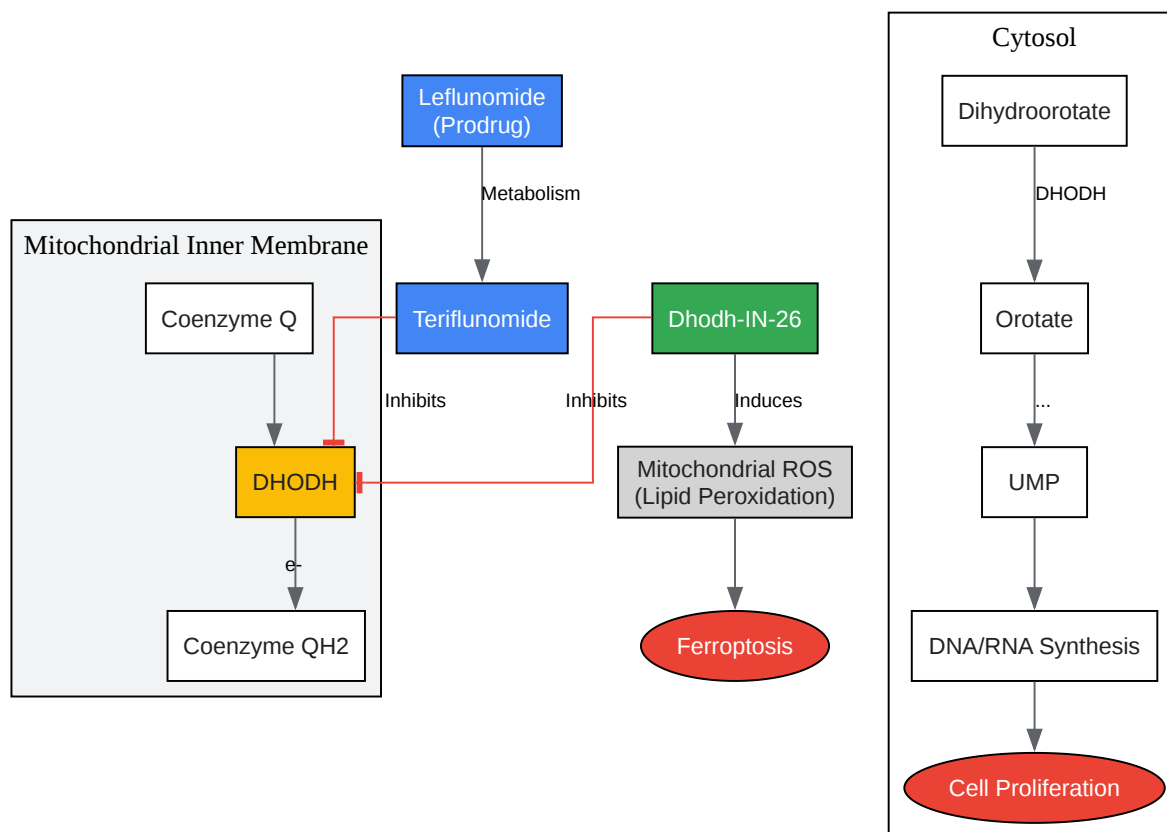 Cytosol
Leflunomide
(Prodrug)
Dihydroorotate
Metabolism
DHODH
Mitochondrial Inner Membrane
Coenzyme Q
Teriflunomide
Dhodh-IN-26
Orotate
Inhibits
Inhibits
Induces
...
DHODH
Mitochondrial ROS
(Lipid Peroxidation)
UMP
e-
Coenzyme QH2
Ferroptosis
DNA/RNA Synthesis
Cell Proliferation